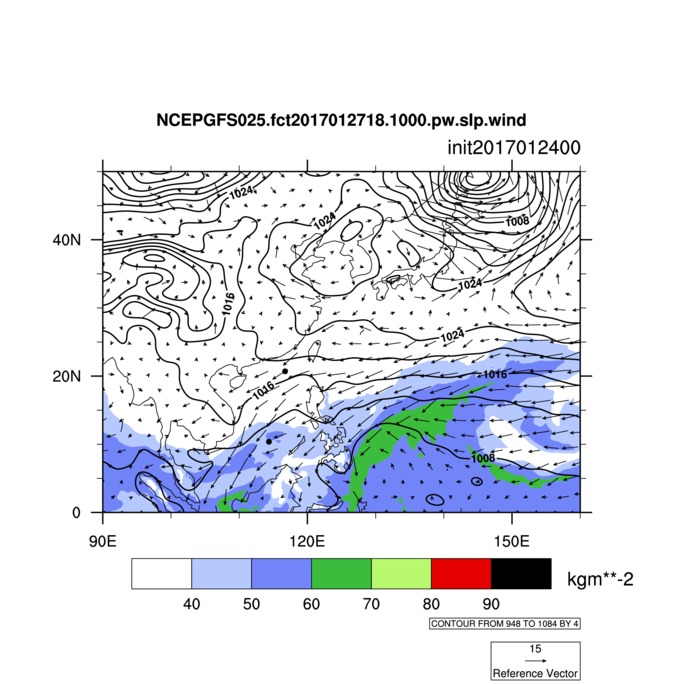 NCEPGFS025.fct2017012718.1000.pw.slp.wind
init2017012400
1024
1008
1024
40N
1016
1024
1024
20N
1016
1016
1008
0
90E 120E 150E
kgm**-2
40 50 60 70 80 90
CONTOUR FROM 948 TO 1084 BY 4
15
Reference Vector